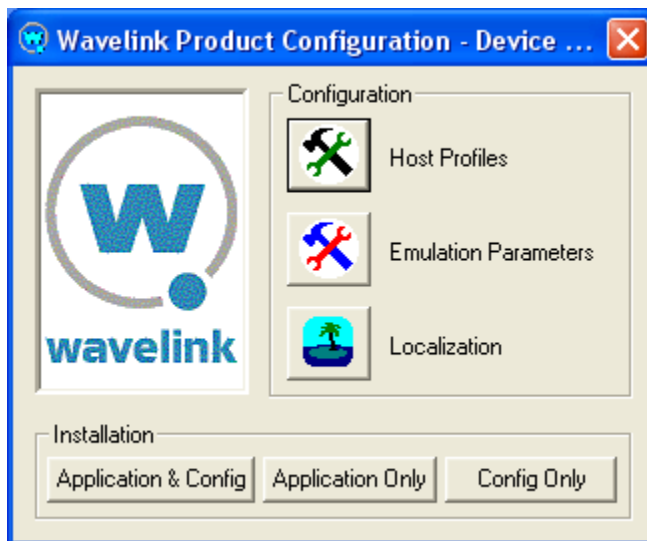 Wavelink Product Configuration - Device ...
Configuration
Host Profiles
Emulation Parameters
Localization
wavelink
Installation
Application & Config
Application Only
Config Only